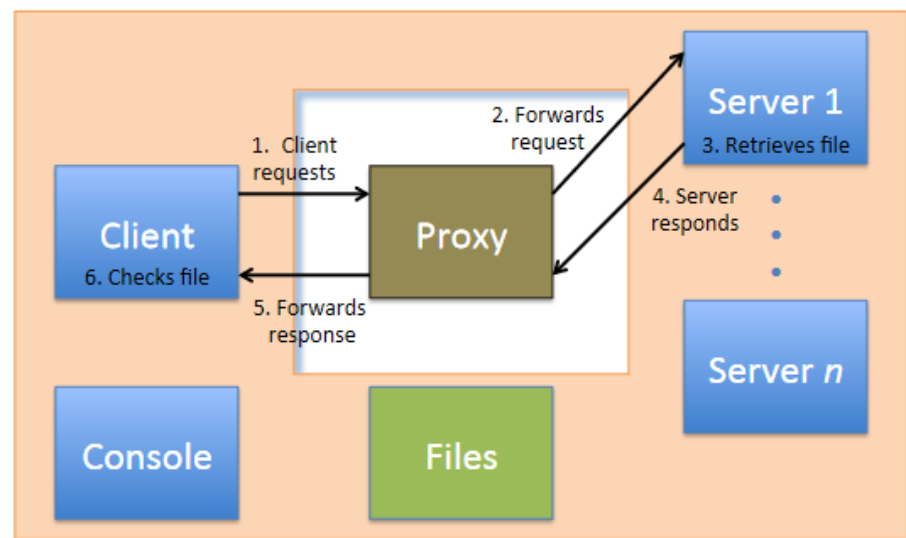 Server 1
3. Retrieves file
2. Forwards
request
1.  Client
requests
4. Server
responds
Client
6. Checks file
Proxy
5. Forwards
response
Server n
Console
Files